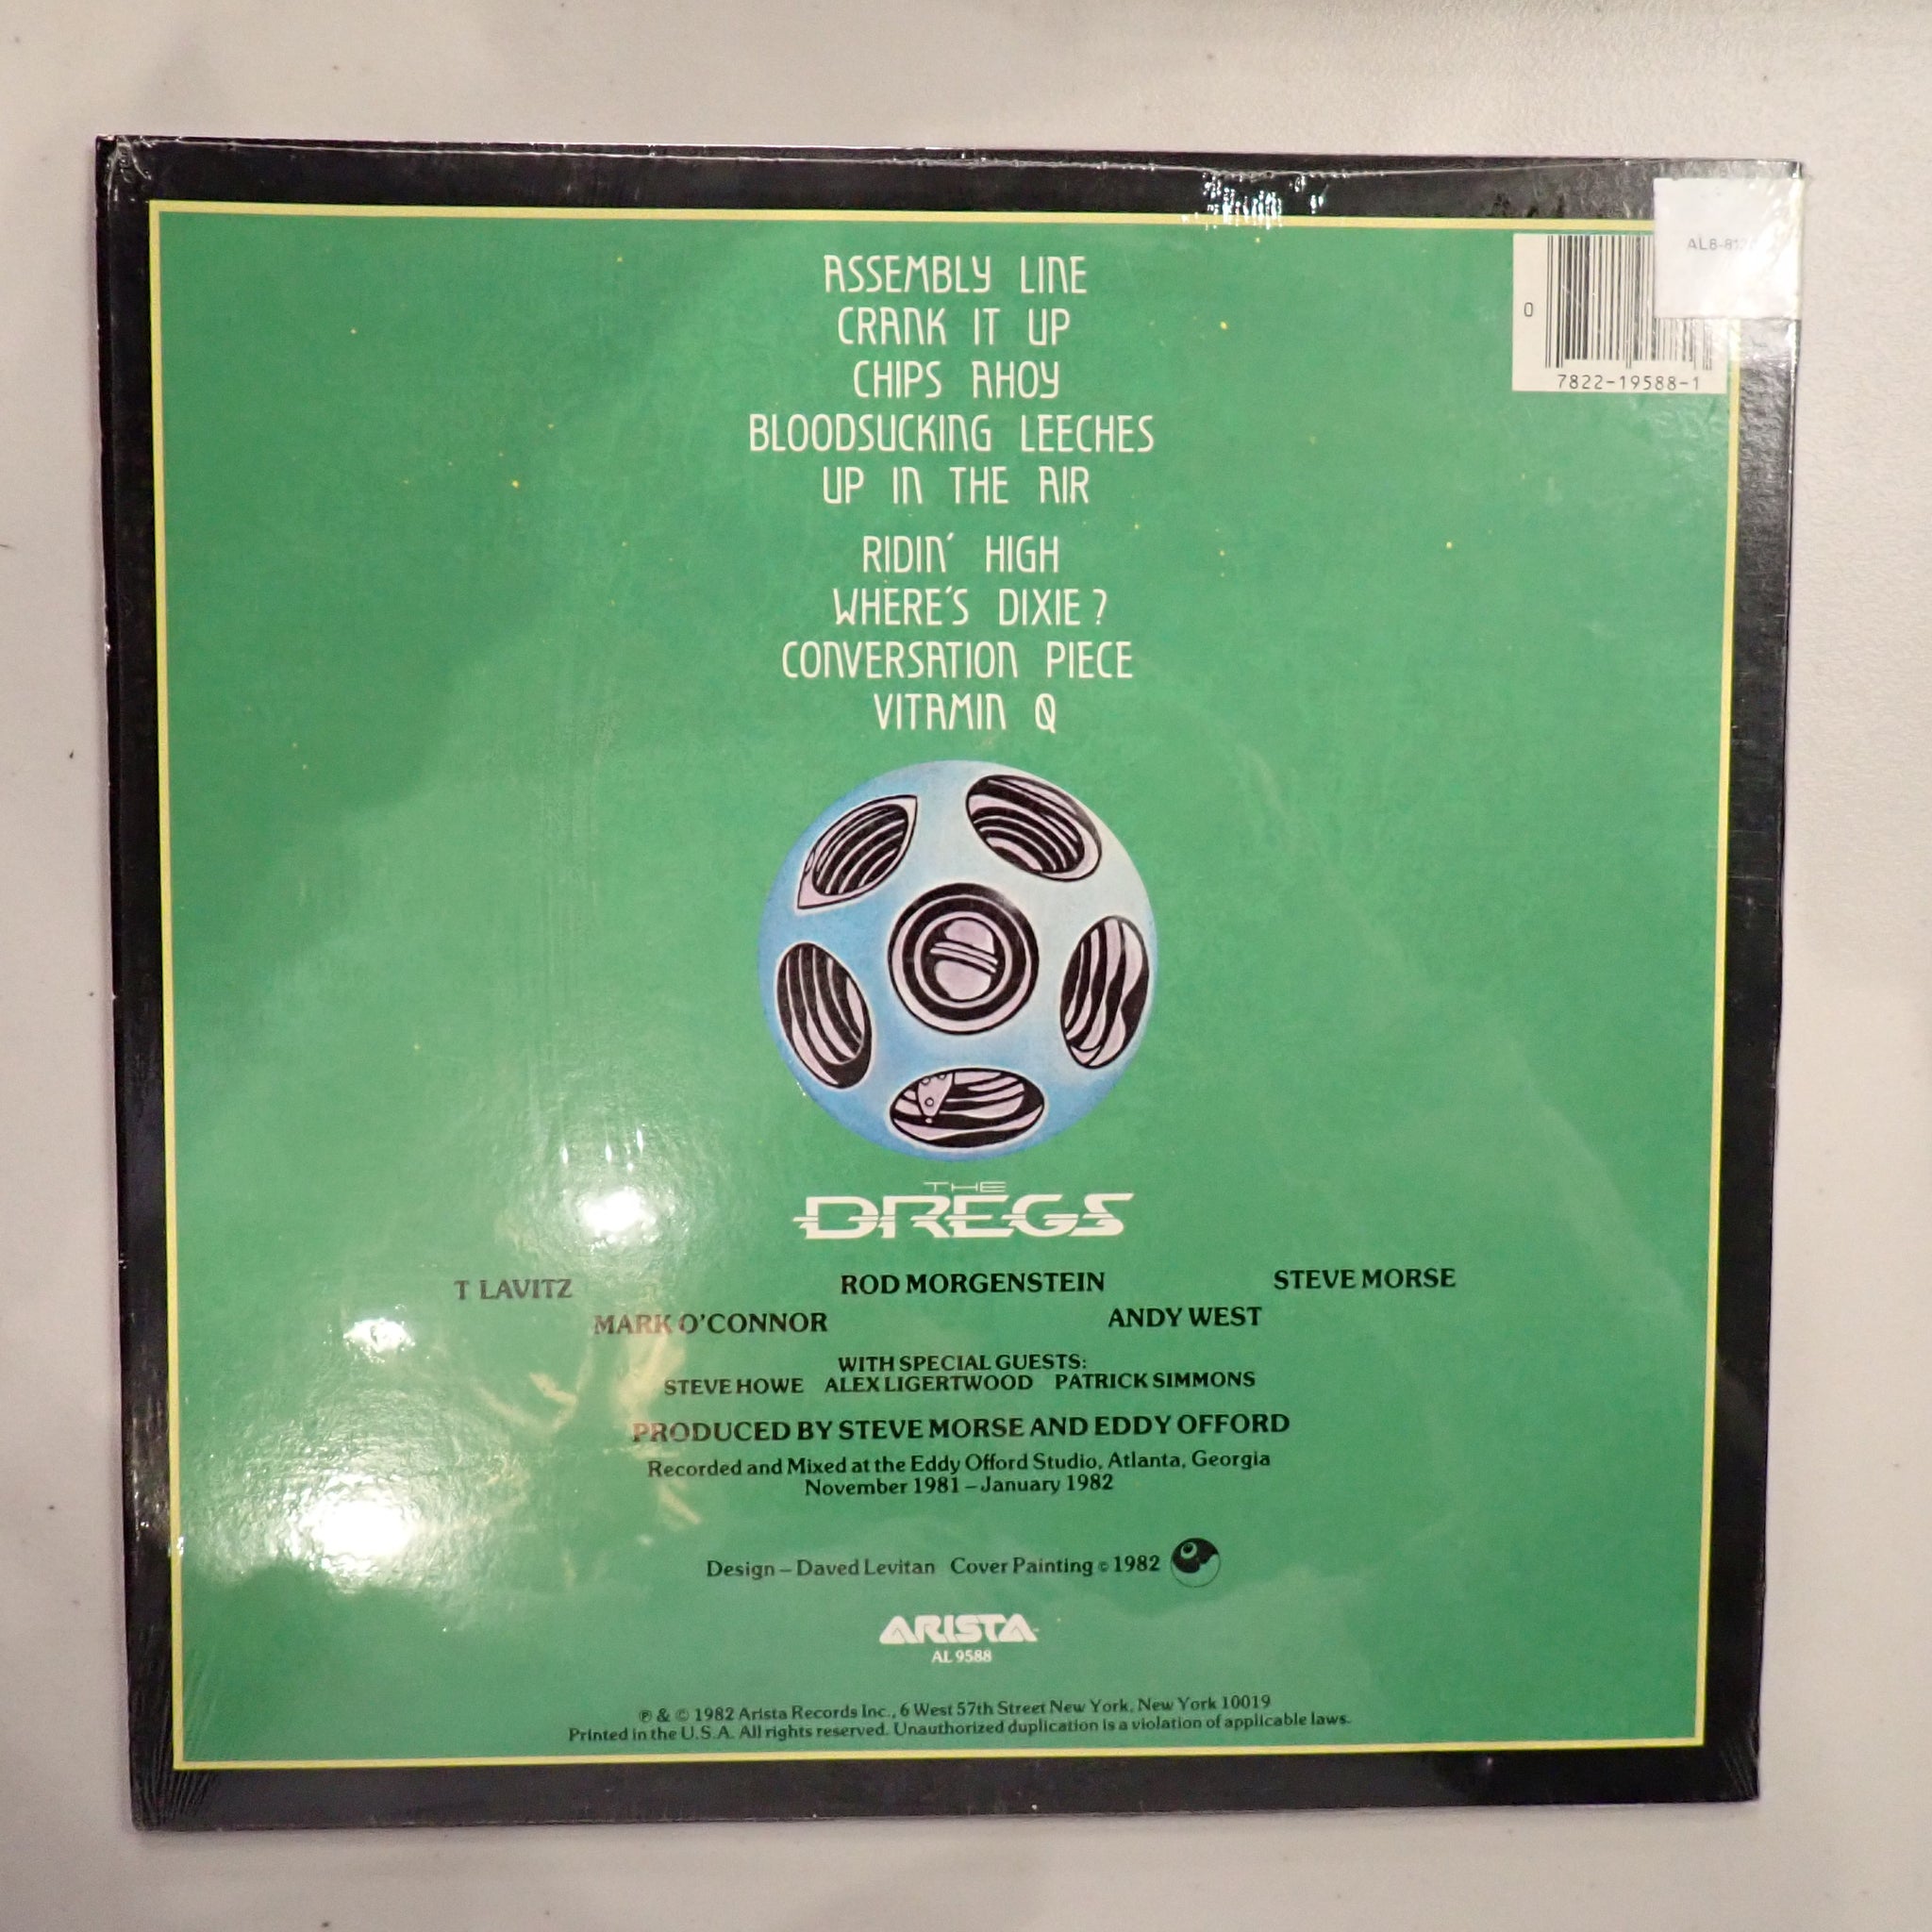 ASSEMBLY LINE
CRANK IT UP
CHIPS AHOY
BLOODSUCKING LEECHES
UP IN THE AIR
RIDIN' HIGH
WHERE'S DIXIE?
CONVERSATION PIECE
VITAMIN Q
0
7822-19588-1
THE
DREGS
T LAVITZ ROD MORGENSTEIN STEVE MORSE
MARK O'CONNOR ANDY WEST
WITH SPECIAL GUESTS:
STEVE HOWE ALEX LIGERTWOOD PATRICK SIMMONS
PRODUCED BY STEVE MORSE AND EDDY OFFORD
Recorded and Mixed at the Eddy Offord Studio, Atlanta, Georgia
November 1981 – January 1982
Design – Daved Levitan Cover Painting © 1982
ARISTA
AL 9588
℗ & © 1982 Arista Records Inc., 6 West 57th Street New York, New York 10019
Printed in the U.S.A. All rights reserved. Unauthorized duplication is a violation of applicable laws.